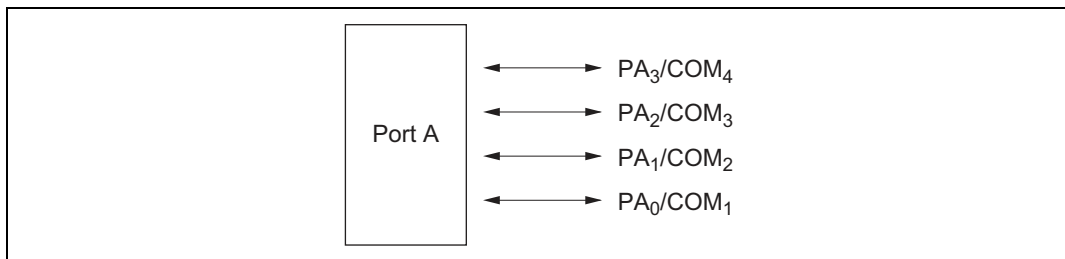 Port A
PA₃/COM₄
PA₂/COM₃
PA₁/COM₂
PA₀/COM₁